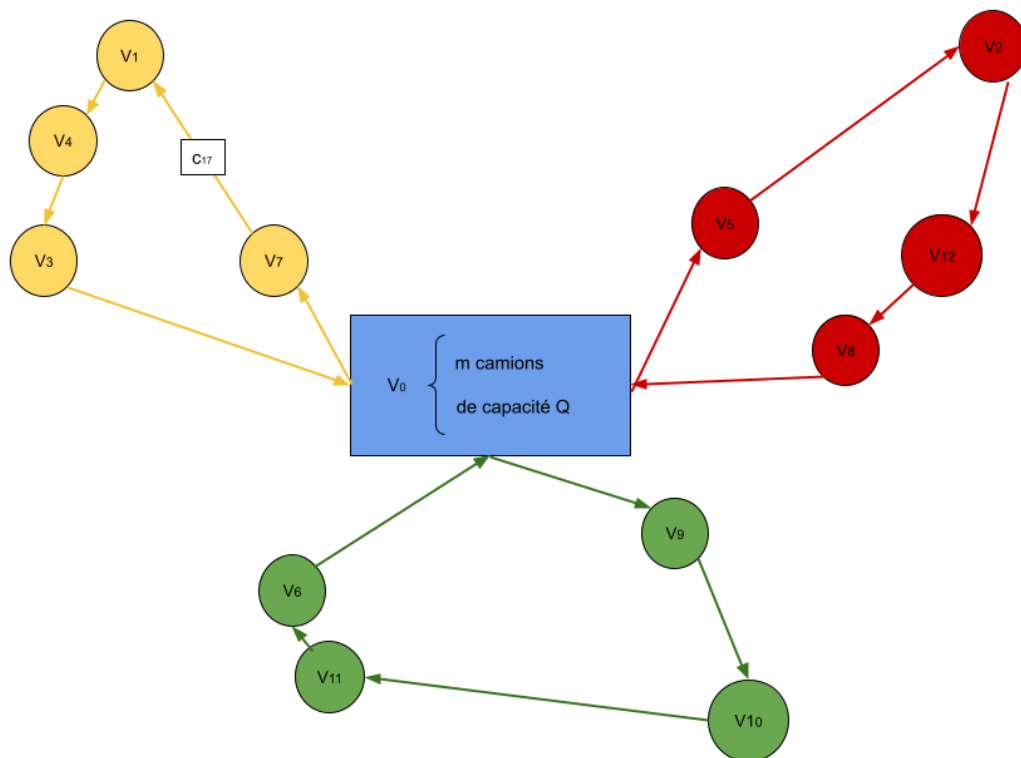 V1
V2
V4
C17
V5
V3
V7
V12
V8
V0
m camions
de capacité Q
V9
V6
V11
V10